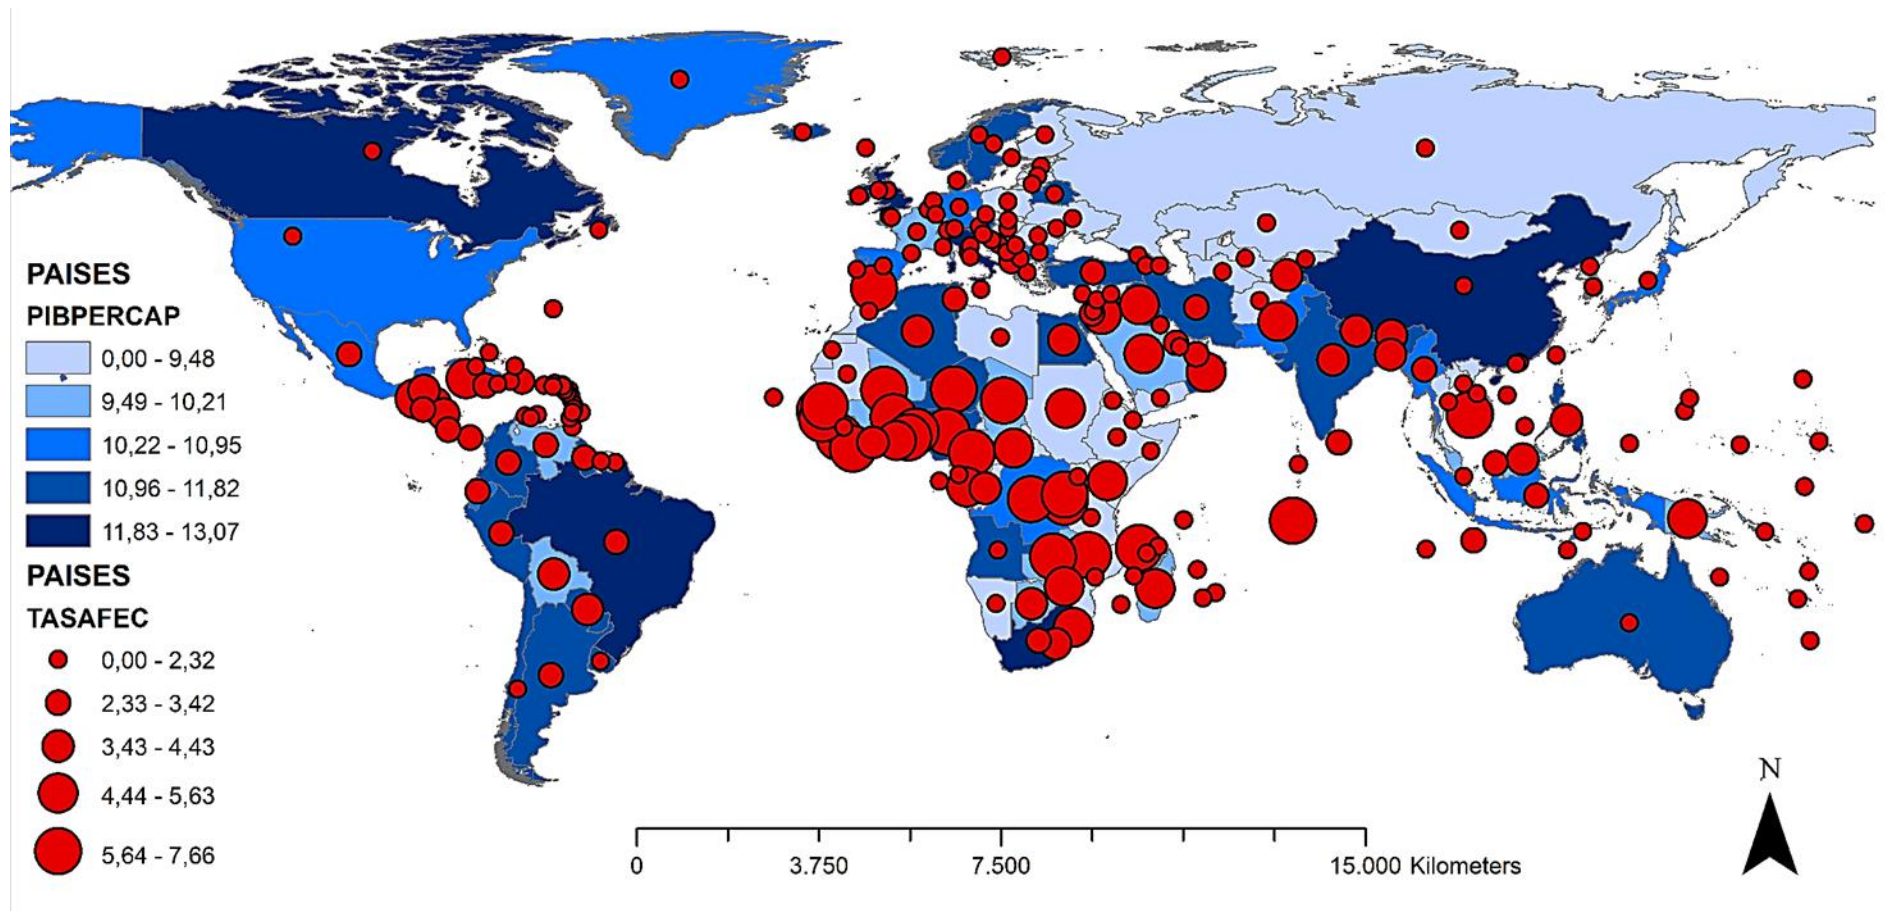 PAISES
PIBPERCAP
0,00 - 9,48
9,49 - 10,21
10,22 - 10,95
10,96 - 11,82
11,83 - 13,07
PAISES
TASAFEC
0,00 - 2,32
2,33 - 3,42
3,43 - 4,43
4,44 - 5,63
5,64 - 7,66
0 3.750 7.500 15.000 Kilometers
N